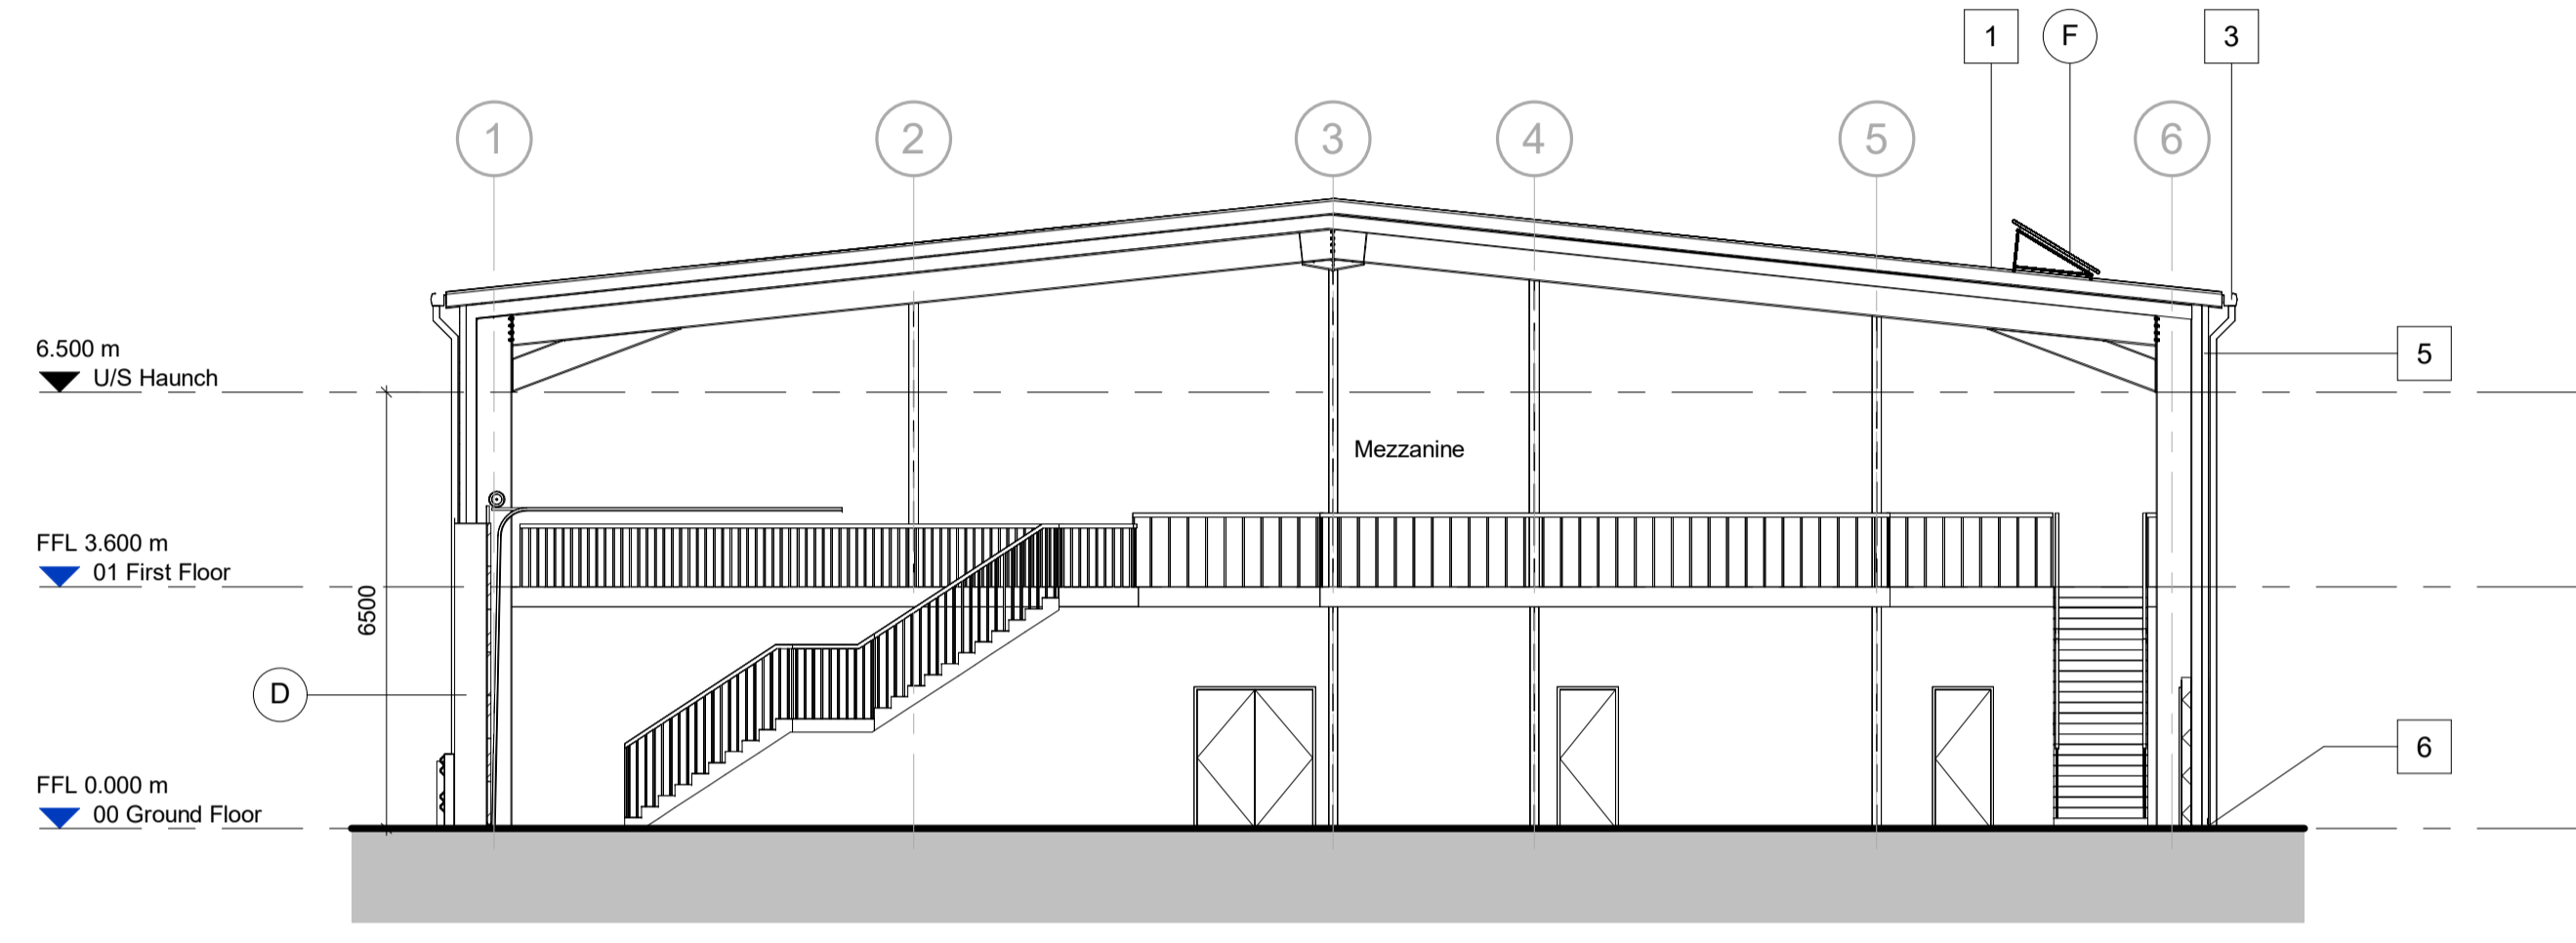 1
F
3
1
2
3
4
5
6
6.500 m
U/S Haunch
5
Mezzanine
FFL 3.600 m
01 First Floor
6500
D
6
FFL 0.000 m
00 Ground Floor